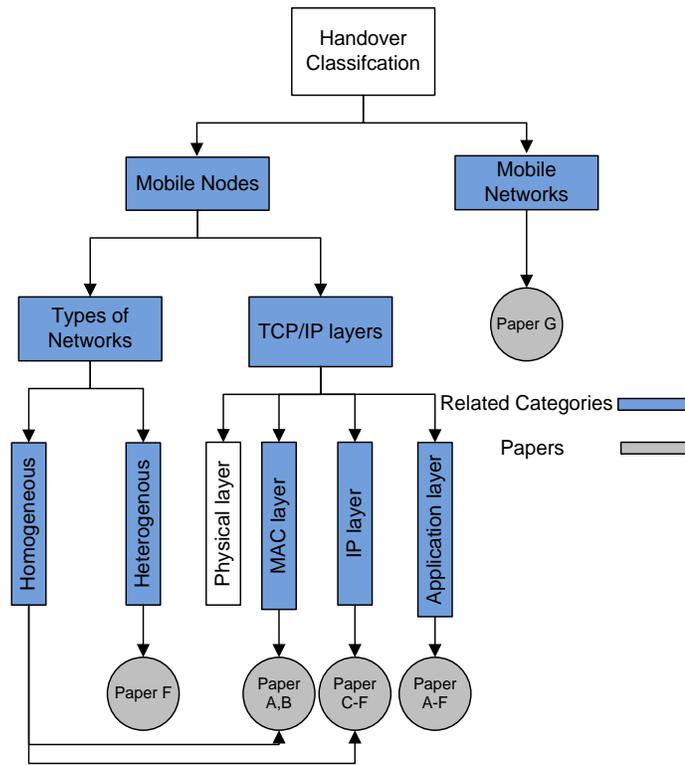 Handover
Classifcation
Mobile Nodes
Mobile
Networks
Types of
Networks
TCP/IP layers
Paper G
Related Categories
Papers
Homogeneous
Heterogenous
Physical layer
MAC layer
IP layer
Application layer
Paper F
Paper
A,B
Paper
C-F
Paper
A-F